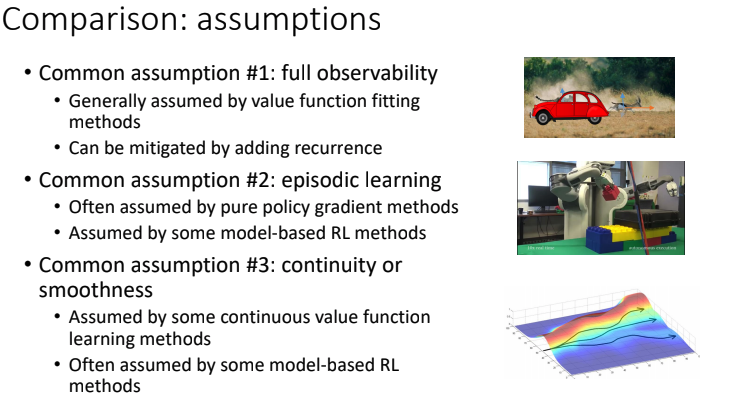 Comparison: assumptions
• Common assumption #1: full observability
• Generally assumed by value function fitting
methods
• Can be mitigated by adding recurrence
• Common assumption #2: episodic learning
• Often assumed by pure policy gradient methods
• Assumed by some model-based RL methods
• Common assumption #3: continuity or
smoothness
• Assumed by some continuous value function
learning methods
• Often assumed by some model-based RL
methods
autonomous execution